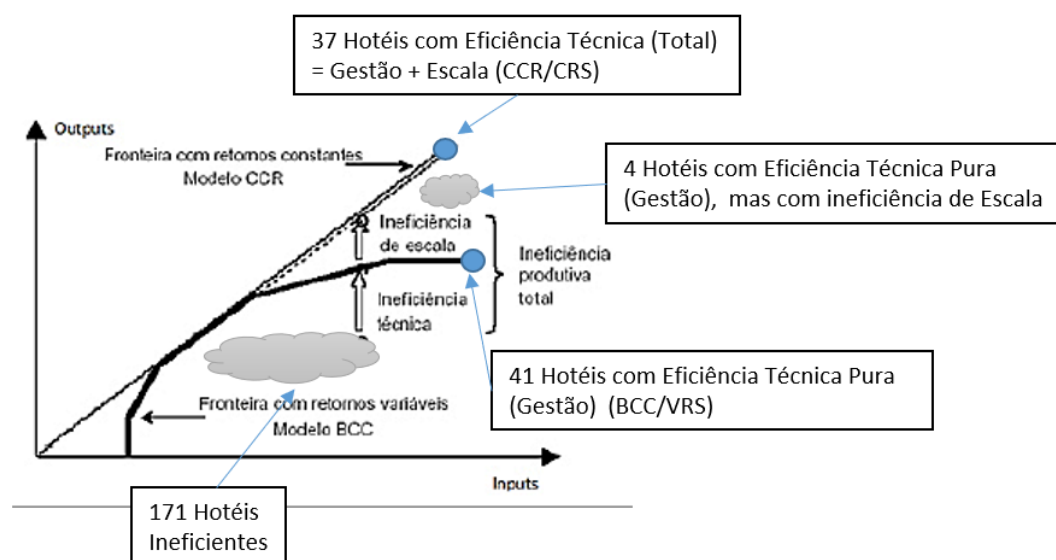 37 Hotéis com Eficiência Técnica (Total)
= Gestão + Escala (CCR/CRS)
Outputs
Fronteira com retornos constantes
Modelo CCR
4 Hotéis com Eficiência Técnica Pura
(Gestão),  mas com ineficiência de Escala
Ineficiência
de escala
Ineficiência
produtiva
total
Ineficiência
técnica
41 Hotéis com Eficiência Técnica Pura
(Gestão)  (BCC/VRS)
Fronteira com retornos variáveis
Modelo BCC
Inputs
171 Hotéis
Ineficientes